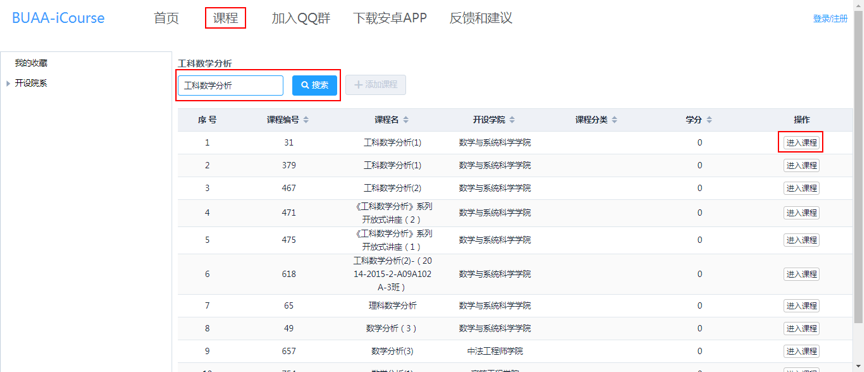 BUAA-iCourse 首页 课程 加入QQ群 下载安卓APP 反馈和建议 登录/注册
我的收藏
开设院系
工科数学分析
工科数学分析 搜索 添加课程
序 号 课程编号 课程名 开设学院 课程分类 学分 操作
1 31 工科数学分析(1) 数学与系统科学学院 0 进入课程
2 379 工科数学分析(1) 数学与系统科学学院 0 进入课程
3 467 工科数学分析(2) 数学与系统科学学院 0 进入课程
4 471 《工科数学分析》系列
开放式讲座（2） 数学与系统科学学院 0 进入课程
5 475 《工科数学分析》系列
开放式讲座（1） 数学与系统科学学院 0 进入课程
6 618 工科数学分析(2)-（20
14-2015-2-A09A102
A-3班） 数学与系统科学学院 0 进入课程
7 65 理科数学分析 数学与系统科学学院 0 进入课程
8 49 数学分析（3） 数学与系统科学学院 0 进入课程
9 657 数学分析(3) 中法工程师学院 0 进入课程